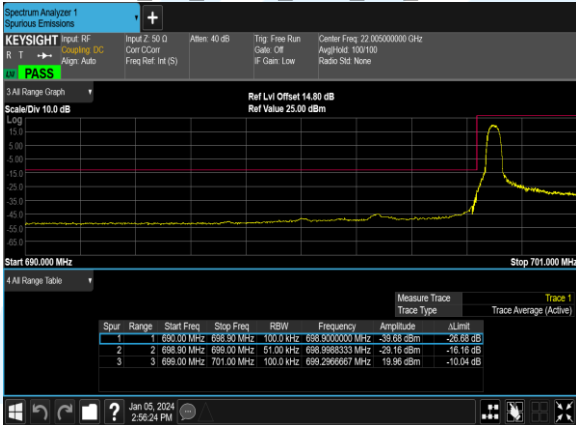 Spectrum Analyzer 1
Spurious Emissions
+
KEYSIGHT Input: RF Input Z: 50 Ω Atten: 40 dB Trig: Free Run Center Freq: 22.005000000 GHz
R T Coupling: DC Corr CCorr Gate: Off Avg|Hold: 100/100
Align: Auto Freq Ref: Int (S) IF Gain: Low Radio Std: None
PASS
3 All Range Graph
Ref Lvl Offset 14.80 dB
Scale/Div 10.0 dB Ref Value 25.00 dBm
Log
15.0
5.00
-5.00
-15.0
-25.0
-35.0
-45.0
-55.0
-65.0
Start 690.000 MHz Stop 701.000 MHz
4 All Range Table
Measure Trace Trace 1
Trace Type Trace Average (Active)
Spur Range Start Freq Stop Freq RBW Frequency Amplitude ΔLimit
1 1 690.00 MHz 698.90 MHz 100.0 kHz 698.9000000 MHz -39.68 dBm -26.68 dB
2 2 698.90 MHz 699.00 MHz 51.00 kHz 698.9988333 MHz -29.16 dBm -16.16 dB
3 3 699.00 MHz 701.00 MHz 100.0 kHz 699.2966667 MHz 19.96 dBm -10.04 dB
? Jan 05, 2024
2:56:24 PM